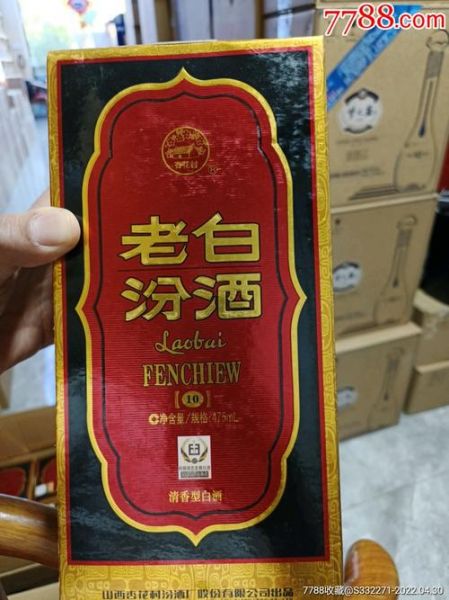 7788.com
杏花村
®
老白
汾酒
Laobai
FENCHIEW
【10】
净含量/规格/475mL
清香型白酒
山西杏花村汾酒厂股份有限公司出品
7788收藏@S332271-2022.04.30